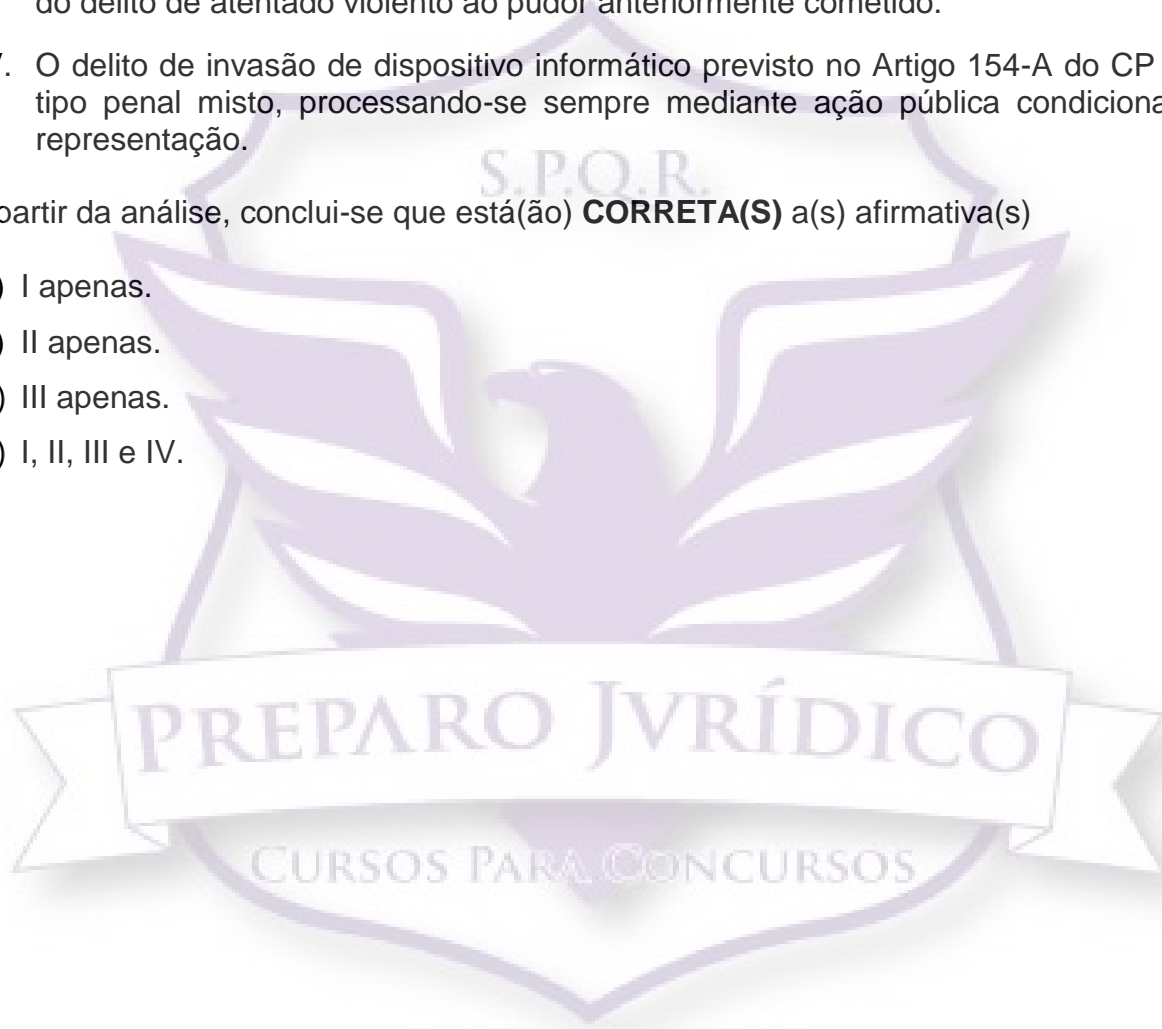 do delito de atentado violento ao pudor anteriormente cometido.
. O delito de invasão de dispositivo informático previsto no Artigo 154-A do CP
tipo penal misto, processando-se sempre mediante ação pública condiciona
representação.
S.P.Q.R.
partir da análise, conclui-se que está(ão) CORRETA(S) a(s) afirmativa(s)
) I apenas.
) II apenas.
) III apenas.
) I, II, III e IV.
PREPARO JVRÍDICO
CURSOS PARA CONCURSOS